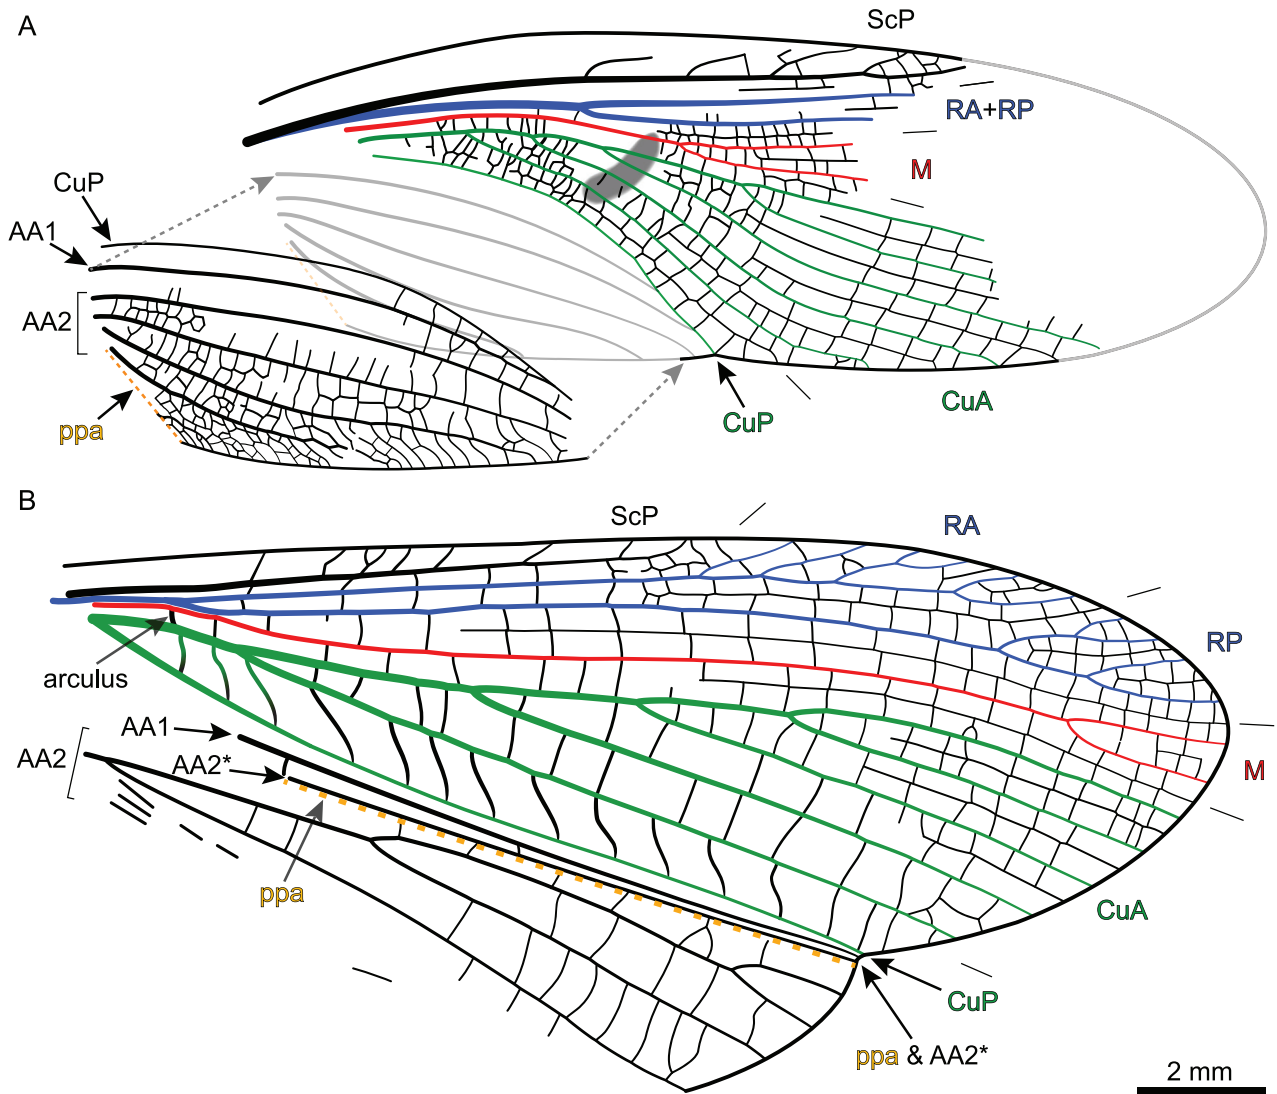 A
ScP
RA+RP
M
CuP
AA1
AA2
ppa
CuP
CuA
B
ScP
RA
RP
arculus
AA1
AA2
AA2*
M
ppa
CuA
CuP
ppa & AA2*
2 mm